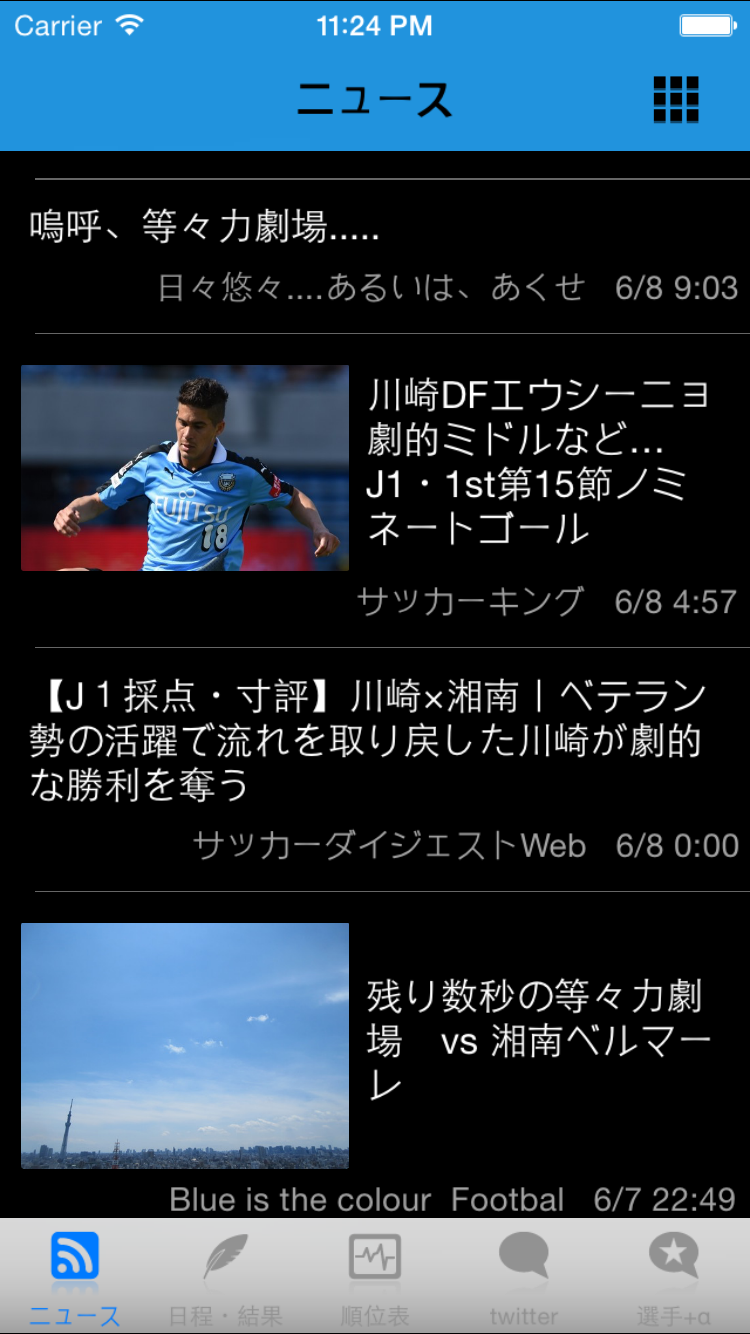 Carrier 11:24 PM
ニュース
嗚呼、等々力劇場.....
日々悠々....あるいは、あくせ 6/8 9:03
FUJITSU
18
川崎DFエウシーニョ
劇的ミドルなど...
J1・1st第15節ノミ
ネートゴール
サッカーキング 6/8 4:57
【J１採点・寸評】川崎×湘南｜ベテラン
勢の活躍で流れを取り戻した川崎が劇的
な勝利を奪う
サッカーダイジェストWeb 6/8 0:00
残り数秒の等々力劇
場　vs 湘南ベルマー
レ
Blue is the colour Footbal 6/7 22:49
ニュース 日程・結果 順位表 twitter 選手+α